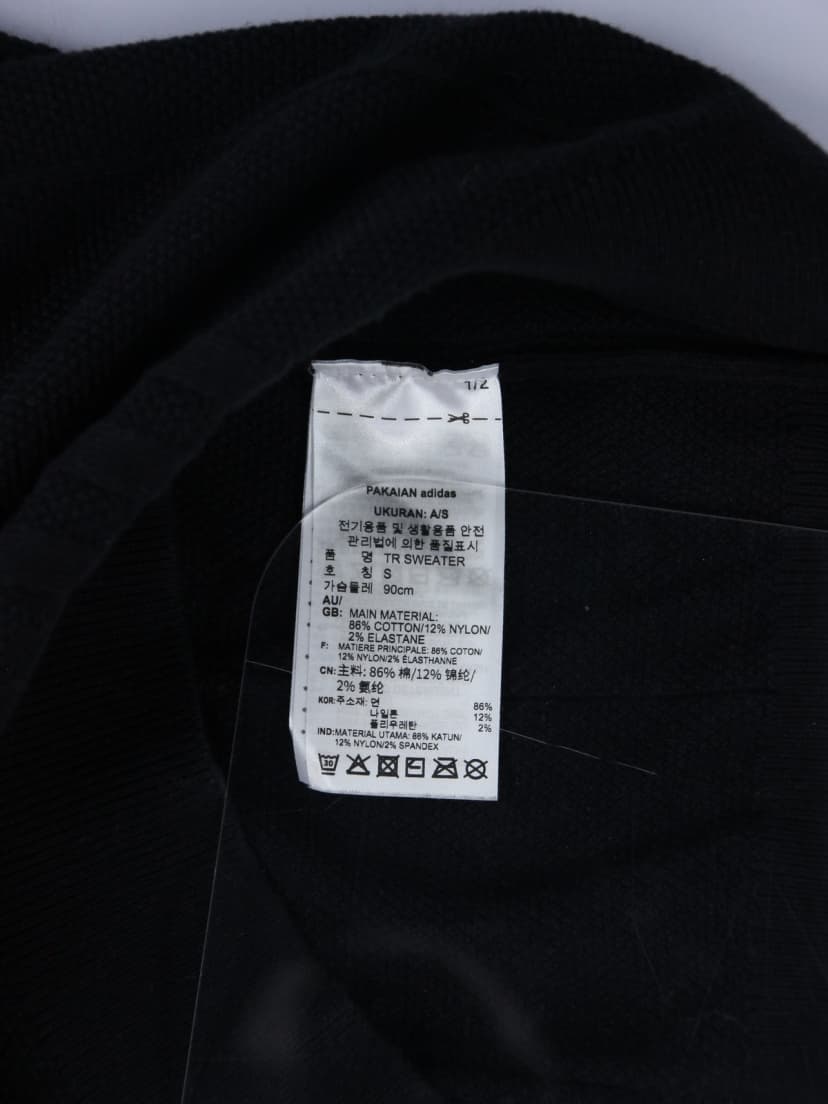 1/2
PAKAIAN adidas
UKURAN: A/S
전기용품 및 생활용품 안전
관리법에 의한 품질표시
품 명 TR SWEATER
호 칭 S
가슴둘레 90cm
AU/
GB: MAIN MATERIAL:
86% COTTON/12% NYLON/
2% ELASTANE
F: MATIERE PRINCIPALE: 86% COTON/
12% NYLON/2% ÉLASTHANNE
CN: 主料: 86% 棉/12% 锦纶/
2% 氨纶
KOR: 주소재: 면 86%
나일론 12%
폴리우레탄 2%
IND: MATERIAL UTAMA: 86% KATUN/
12% NYLON/2% SPANDEX
30